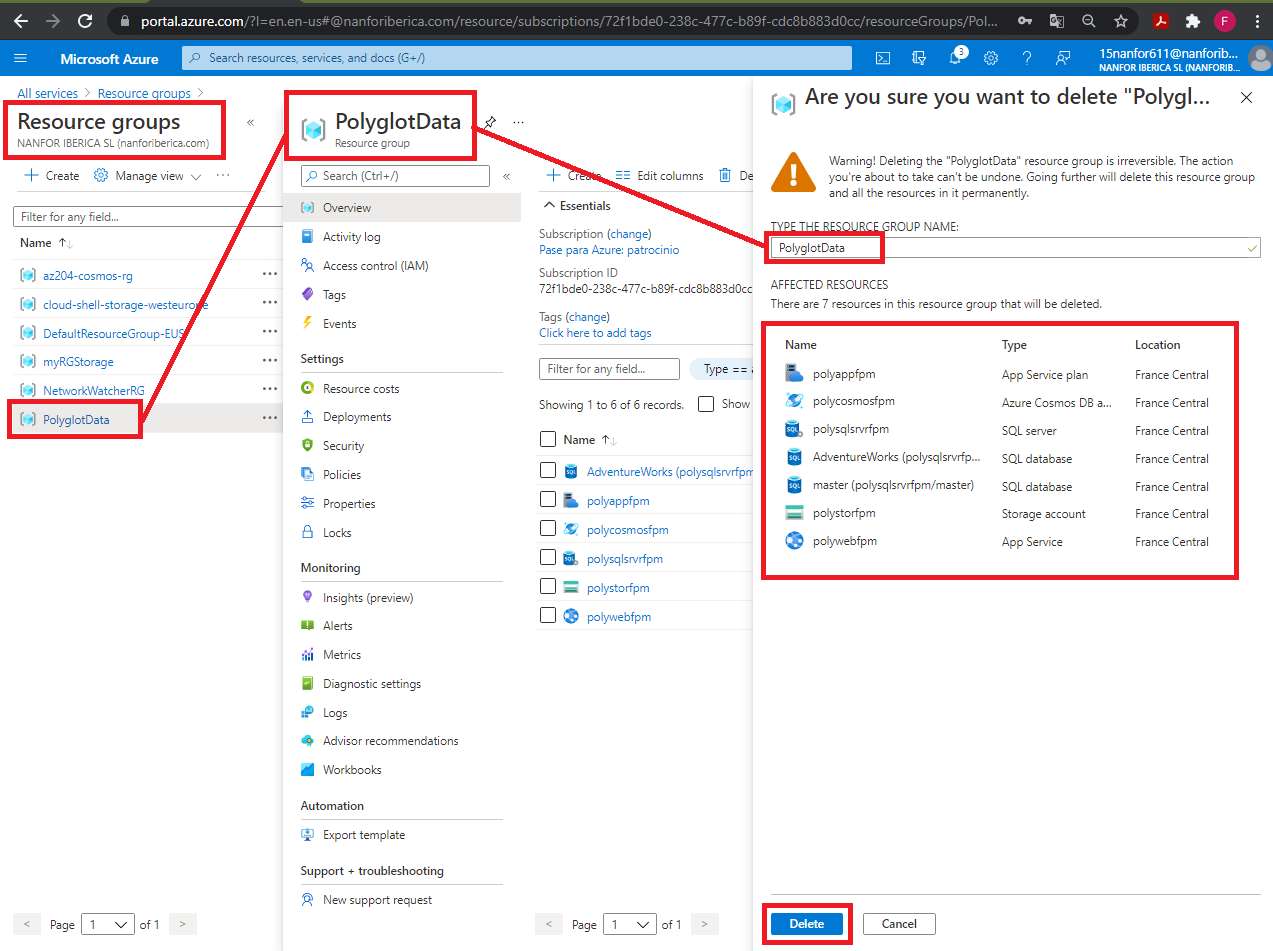 portal.azure.com/?l=en.en-us#@nanforiberica.com/resource/subscriptions/72f1bde0-238c-477c-b89f-cdc8b883d0cc/resourceGroups/Pol...
F
Microsoft Azure
Search resources, services, and docs (G+/)
3
15nanfor611@nanforib...
NANFOR IBERICA SL (NANFORIB...
All services > Resource groups >
Resource groups
NANFOR IBERICA SL (nanforiberica.com)
«
Create
Manage view
...
Filter for any field...
Name ↑↓
az204-cosmos-rg
cloud-shell-storage-westeurope
DefaultResourceGroup-EUS
myRGStorage
NetworkWatcherRG
PolyglotData
< Page 1 of 1 >
PolyglotData
...
Resource group
Search (Ctrl+/)
«
Overview
Activity log
Access control (IAM)
Tags
Events
Settings
Resource costs
Deployments
Security
Policies
Properties
Locks
Monitoring
Insights (preview)
Alerts
Metrics
Diagnostic settings
Logs
Advisor recommendations
Workbooks
Automation
Export template
Support + troubleshooting
New support request
Create
Edit columns
De
Essentials
Subscription (change)
Pase para Azure: patrocinio
Subscription ID
72f1bde0-238c-477c-b89f-cdc8b883d0cc
Tags (change)
Click here to add tags
Filter for any field...
Type == a
Showing 1 to 6 of 6 records.
Show
Name ↑↓
AdventureWorks (polysqlsrvrfpm
polyappfpm
polycosmosfpm
polysqlsrvrfpm
polystorfpm
polywebfpm
< Page 1 of 1 >
Are you sure you want to delete "Polygl...
Warning! Deleting the "PolyglotData" resource group is irreversible. The action
you're about to take can't be undone. Going further will delete this resource group
and all the resources in it permanently.
TYPE THE RESOURCE GROUP NAME:
PolyglotData
AFFECTED RESOURCES
There are 7 resources in this resource group that will be deleted.
Name Type Location
polyappfpm App Service plan France Central
polycosmosfpm Azure Cosmos DB a... France Central
polysqlsrvrfpm SQL server France Central
AdventureWorks (polysqlsrvrfp... SQL database France Central
master (polysqlsrvrfpm/master) SQL database France Central
polystorfpm Storage account France Central
polywebfpm App Service France Central
Delete
Cancel